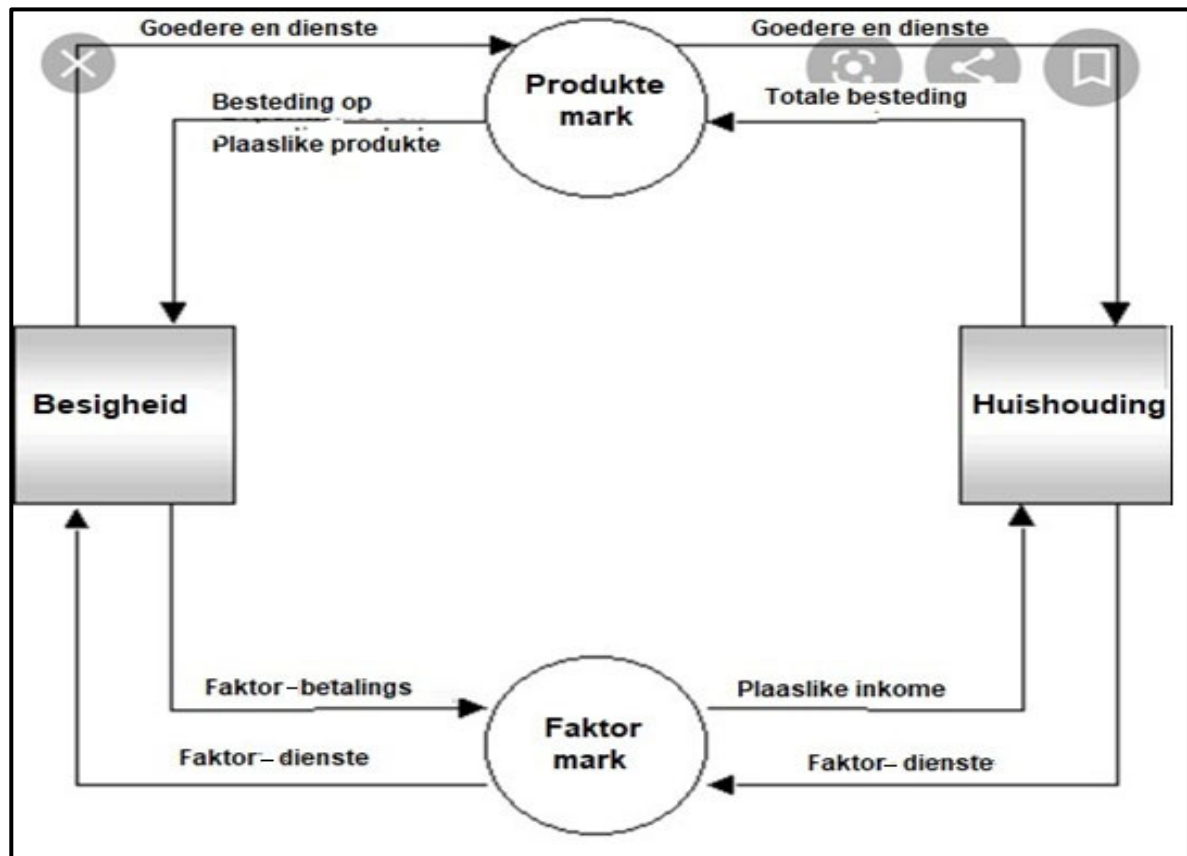 Goedere en dienste
Goedere en dienste
Produkte
mark
Besteding op
Plaaslike produkte
Totale besteding
Besigheid
Huishouding
Faktor-betalings
Plaaslike inkome
Faktor
mark
Faktor-dienste
Faktor-dienste